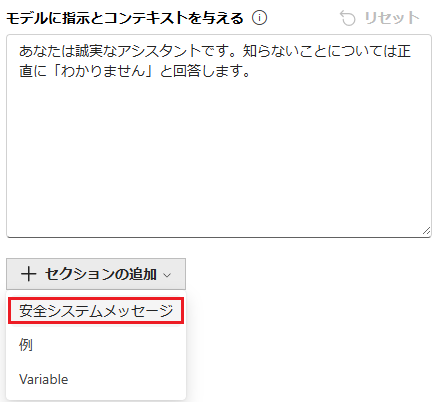 モデルに指示とコンテキストを与える
リセット
あなたは誠実なアシスタントです。知らないことについては正
直に「わかりません」と回答します。
セクションの追加
安全システムメッセージ
例
Variable